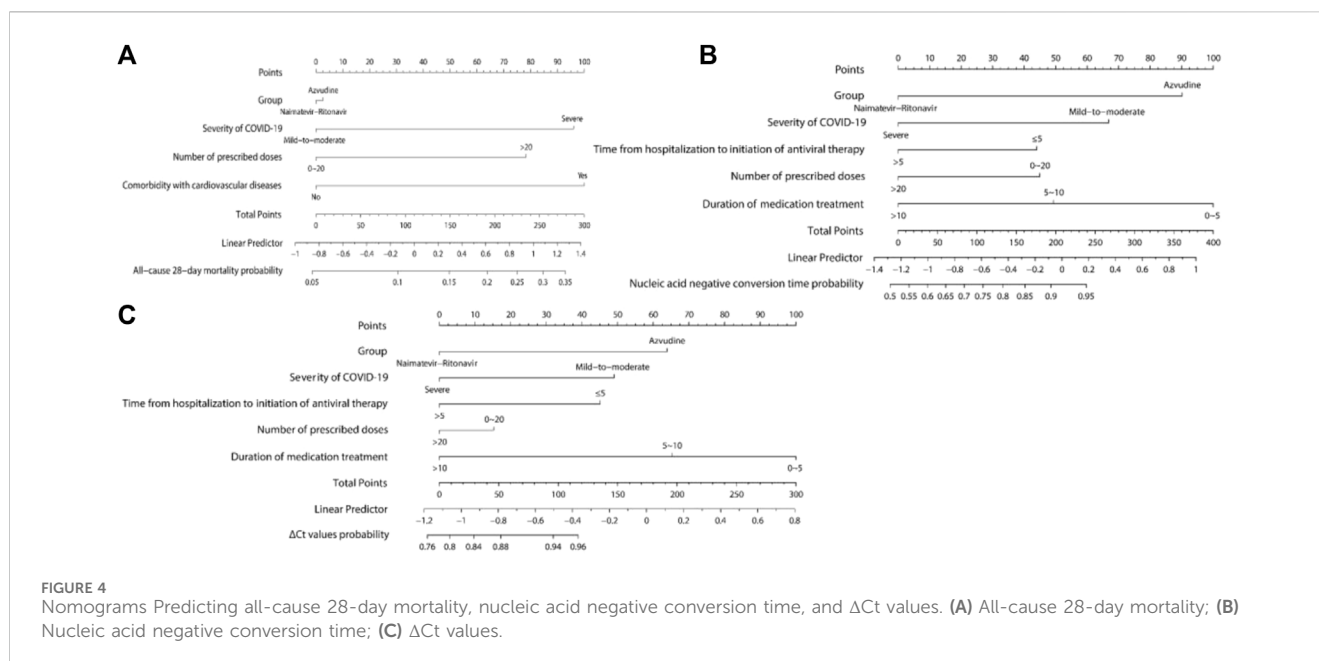 A
Points
0 10 20 30 40 50 60 70 80 90 100
Group
Azvudine
Naimatevir-Ritonavir
Severity of COVID-19
Severe
Mild-to-moderate
Number of prescribed doses
>20
0-20
Comorbidity with cardiovascular diseases
Yes
No
Total Points
0 50 100 150 200 250 300
Linear Predictor
-1 -0.8 -0.6 -0.4 -0.2 0 0.2 0.4 0.6 0.8 1 1.2 1.4
All-cause 28-day mortality probability
0.05 0.1 0.15 0.2 0.25 0.3 0.35
B
0 10 20 30 40 50 60 70 80 90 100
Points
Azvudine
Group
Naimatevir-Ritonavir
Mild-to-moderate
Severity of COVID-19
Severe
≤5
Time from hospitalization to initiation of antiviral therapy
>5
0-20
Number of prescribed doses
>20
5-10
Duration of medication treatment
>10
0-5
Total Points
0 50 100 150 200 250 300 350 400
Linear Predictor
-1.4 -1.2 -1 -0.8 -0.6 -0.4 -0.2 0 0.2 0.4 0.6 0.8 1
Nucleic acid negative conversion time probability
0.5 0.55 0.6 0.65 0.7 0.75 0.8 0.85 0.9 0.95
C
0 10 20 30 40 50 60 70 80 90 100
Points
Azvudine
Group
Naimatevir-Ritonavir
Mild-to-moderate
Severity of COVID-19
Severe
≤5
Time from hospitalization to initiation of antiviral therapy
>5
0-20
Number of prescribed doses
>20
5-10
Duration of medication treatment
>10
0-5
Total Points
0 50 100 150 200 250 300
Linear Predictor
-1.2 -1 -0.8 -0.6 -0.4 -0.2 0 0.2 0.4 0.6 0.8
ΔCt values probability
0.76 0.8 0.84 0.88 0.94 0.96
FIGURE 4
Nomograms Predicting all-cause 28-day mortality, nucleic acid negative conversion time, and ΔCt values. (A) All-cause 28-day mortality; (B)
Nucleic acid negative conversion time; (C) ΔCt values.